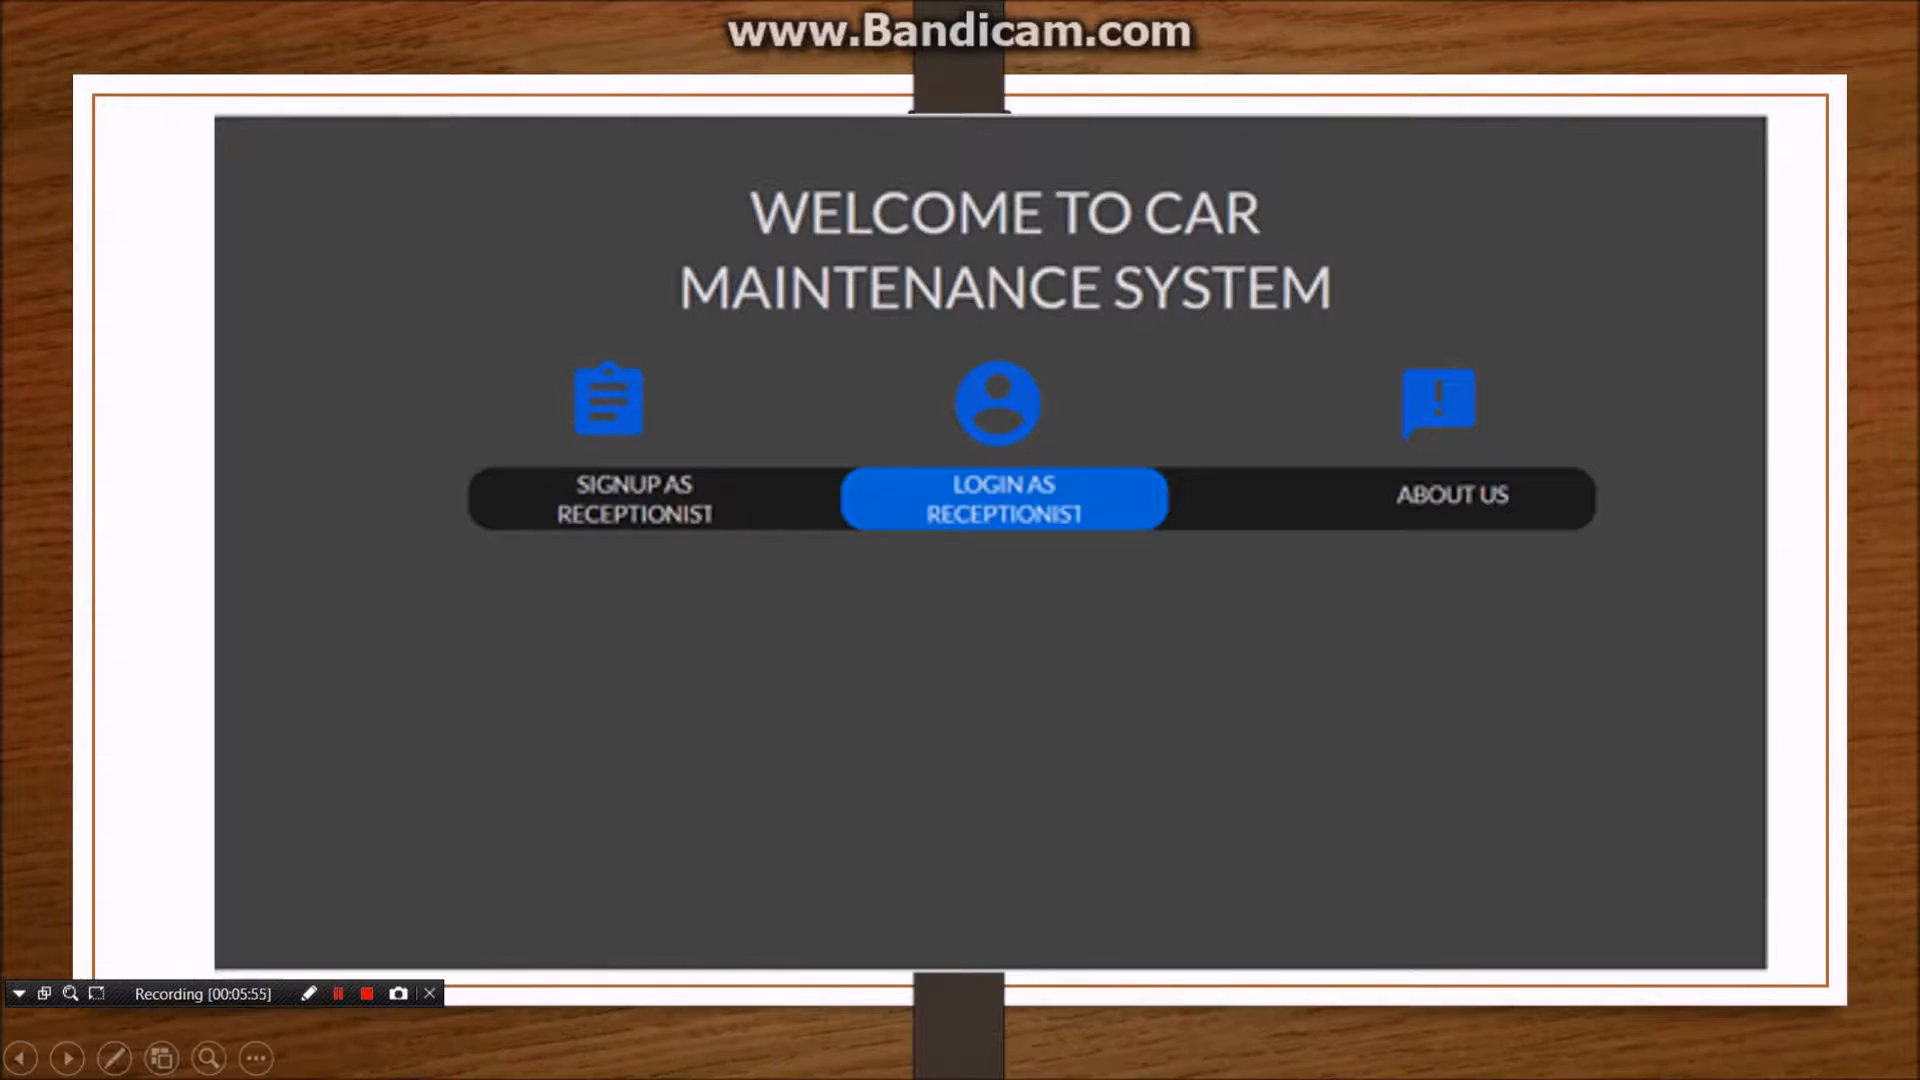 www.Bandicam.com
WELCOME TO CAR
MAINTENANCE SYSTEM
SIGNUP AS
RECEPTIONIST
LOGIN AS
RECEPTIONIST
ABOUT US
Recording [00:05:55]